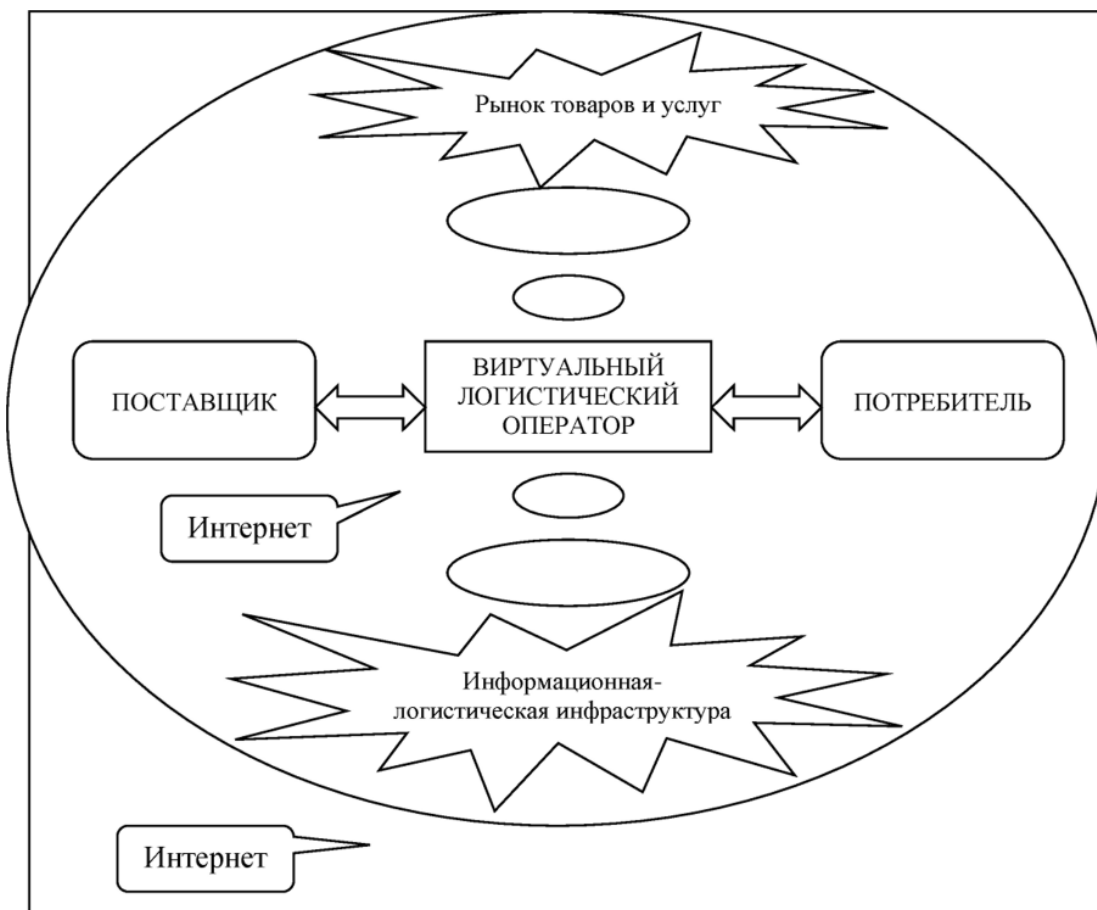 Рынок товаров и услуг
ПОСТАВЩИК
ВИРТУАЛЬНЫЙ
ЛОГИСТИЧЕСКИЙ
ОПЕРАТОР
ПОТРЕБИТЕЛЬ
Интернет
Информационная-
логистическая инфраструктура
Интернет